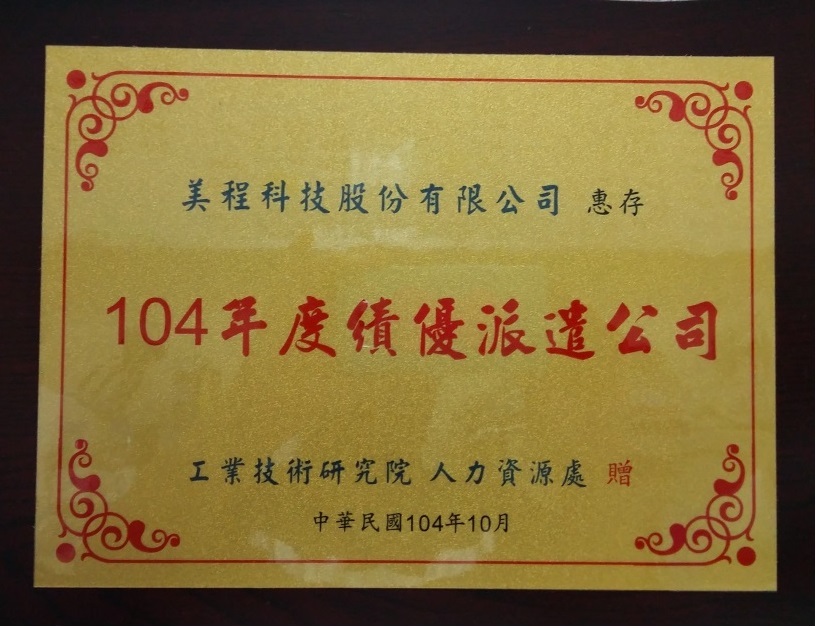 美程科技股份有限公司 惠存
104年度績優派遣公司
工業技術研究院 人力資源處 贈
中華民國104年10月